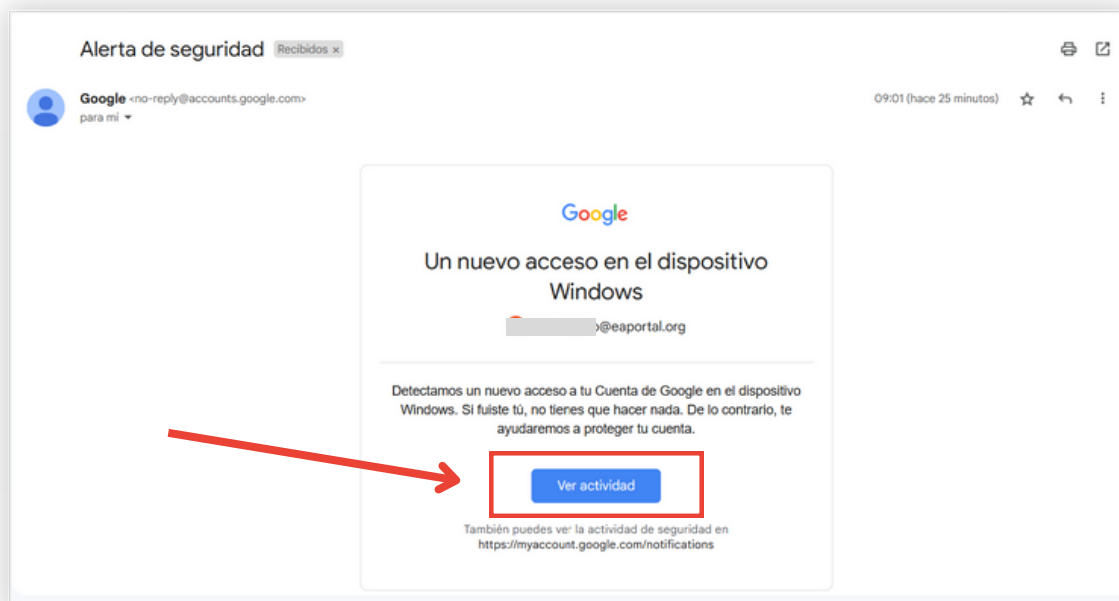 Alerta de seguridad Recibidos x
Google <no-reply@accounts.google.com> 09:01 (hace 25 minutos)
para mí
Google
Un nuevo acceso en el dispositivo
Windows
o@eaportal.org
Detectamos un nuevo acceso a tu Cuenta de Google en el dispositivo
Windows. Si fuiste tú, no tienes que hacer nada. De lo contrario, te
ayudaremos a proteger tu cuenta.
Ver actividad
También puedes ver la actividad de seguridad en
https://myaccount.google.com/notifications